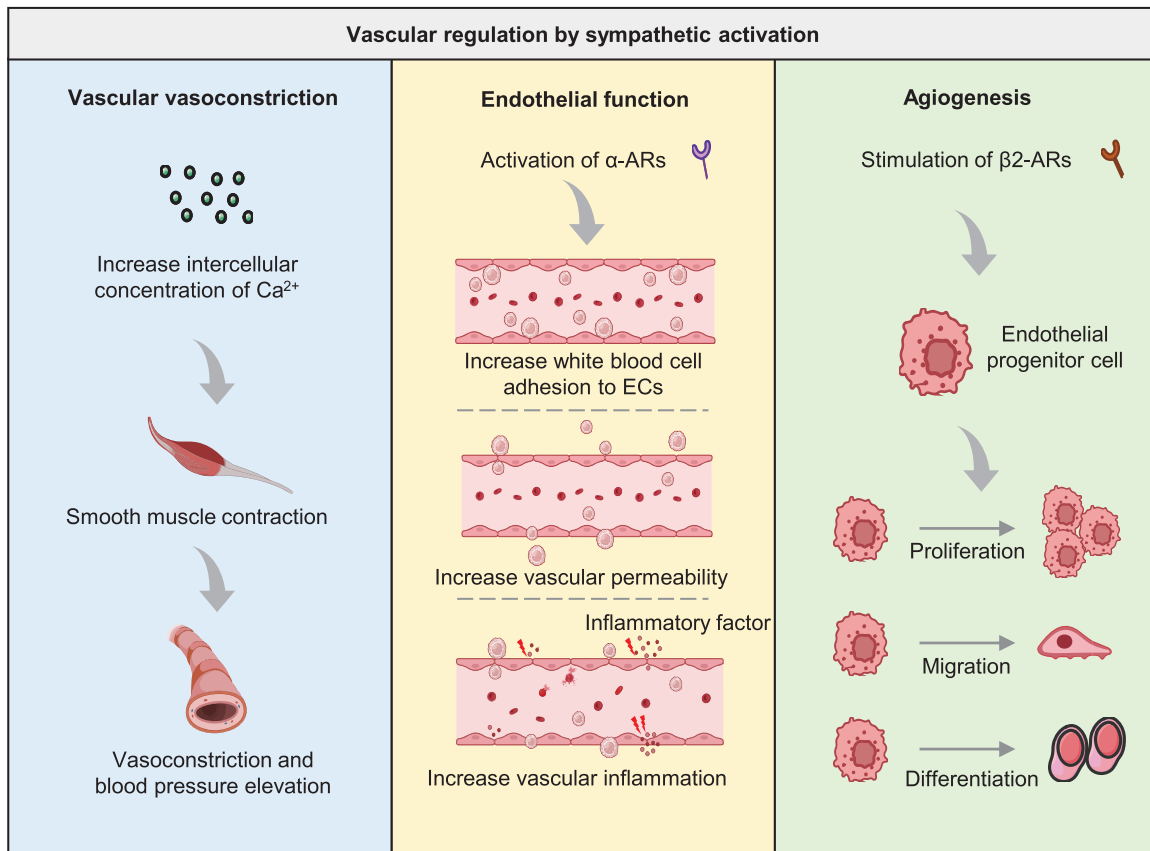 Vascular regulation by sympathetic activation
Vascular vasoconstriction
Increase intercellular
concentration of Ca²⁺
Smooth muscle contraction
Vasoconstriction and
blood pressure elevation
Endothelial function
Activation of α-ARs
Increase white blood cell
adhesion to ECs
Increase vascular permeability
Inflammatory factor
Increase vascular inflammation
Agiogenesis
Stimulation of β2-ARs
Endothelial
progenitor cell
Proliferation
Migration
Differentiation